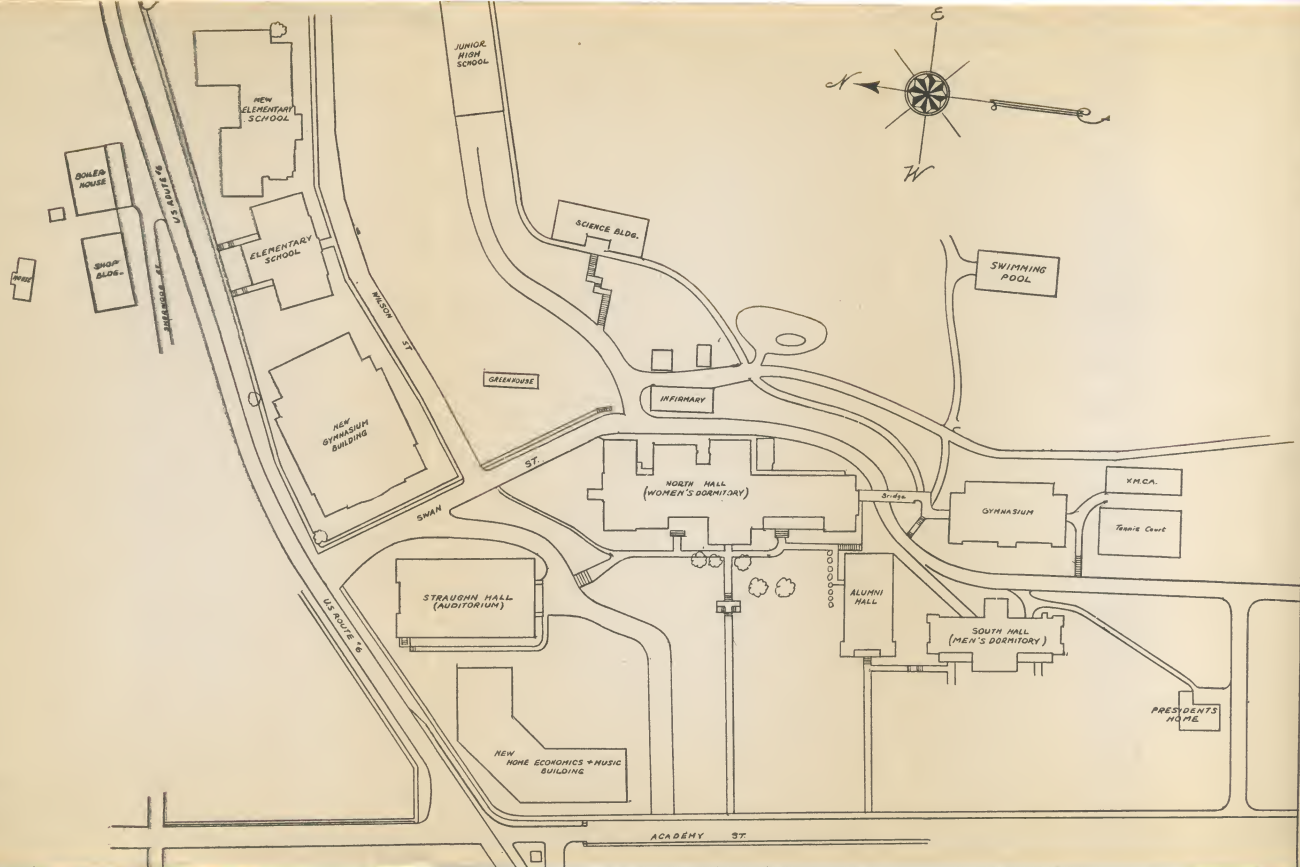 E
N
W
JUNIOR
HIGH
SCHOOL
NEW
ELEMENTARY
SCHOOL
BOILER
HOUSE
US ROUTE #6
SCIENCE BLDG.
ELEMENTARY
SCHOOL
SHOP
BLDG.
HOUSE
SHERWOOD ST.
SWIMMING
POOL
WILSON ST
GREENHOUSE
INFIRMARY
NEW
GYMNASIUM
BUILDING
SWAN ST.
NORTH HALL
(WOMEN'S DORMITORY)
Bridge
GYMNASIUM
Y.M.C.A.
Tennis Court
STRAUGHN HALL
(AUDITORIUM)
US ROUTE #6
ALUMNI
HALL
SOUTH HALL
(MEN'S DORMITORY)
PRESIDENTS
HOME
NEW
HOME ECONOMICS + MUSIC
BUILDING
ACADEMY ST.